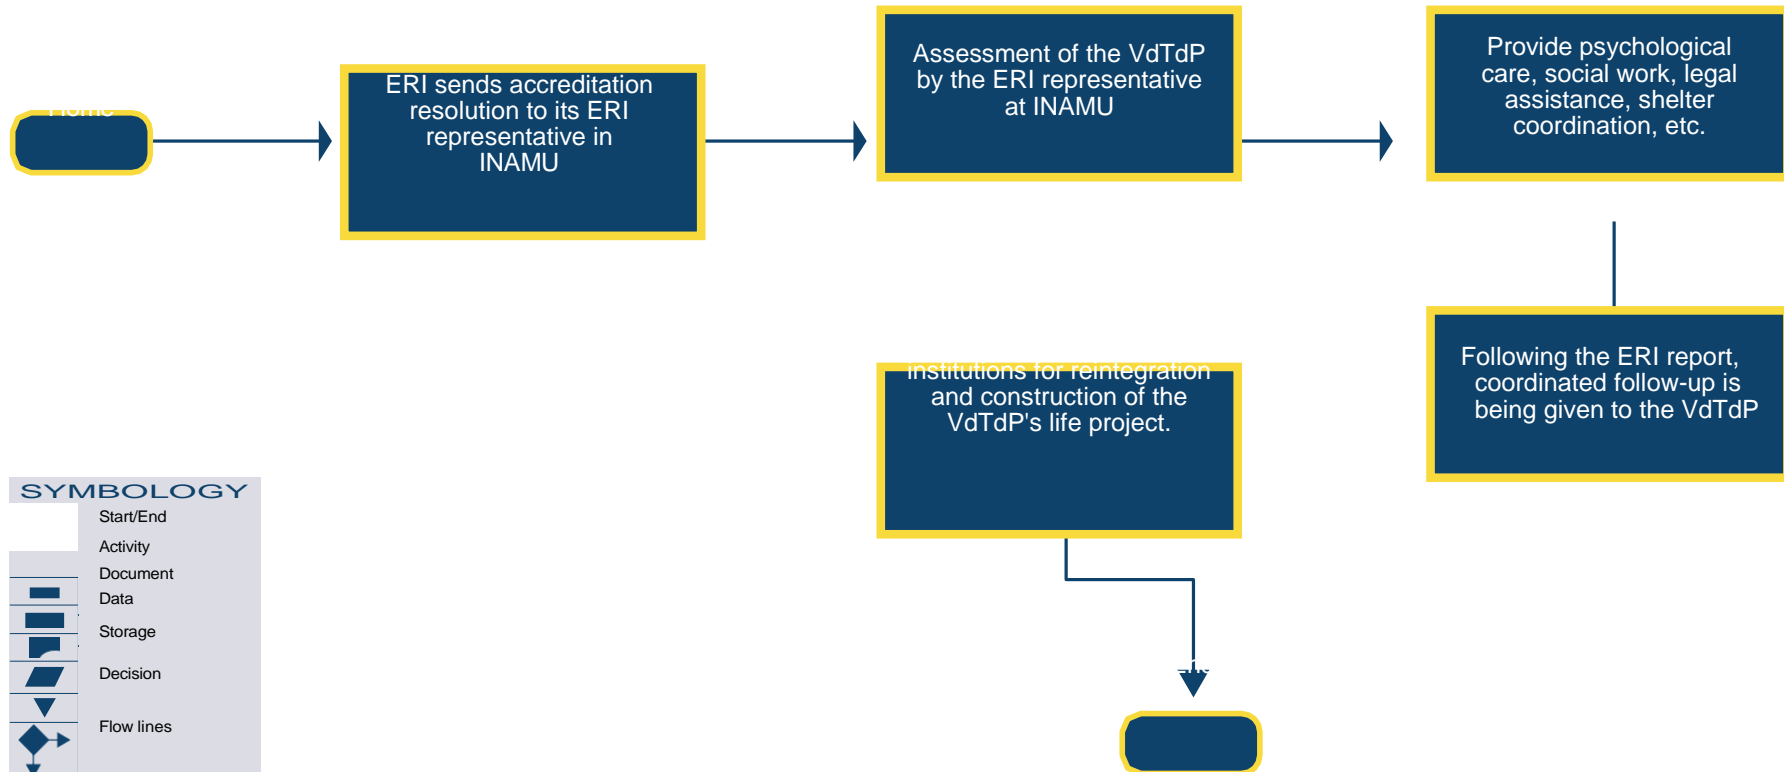 Home
ERI sends accreditation
resolution to its ERI
representative in
INAMU
Assessment of the VdTdP
by the ERI representative
at INAMU
Provide psychological
care, social work, legal
assistance, shelter
coordination, etc.
Following the ERI report,
coordinated follow-up is
being given to the VdTdP
institutions for reintegration
and construction of the
VdTdP's life project.
SYMBOLOGY
Start/End
Activity
Document
Data
Storage
Decision
Flow lines